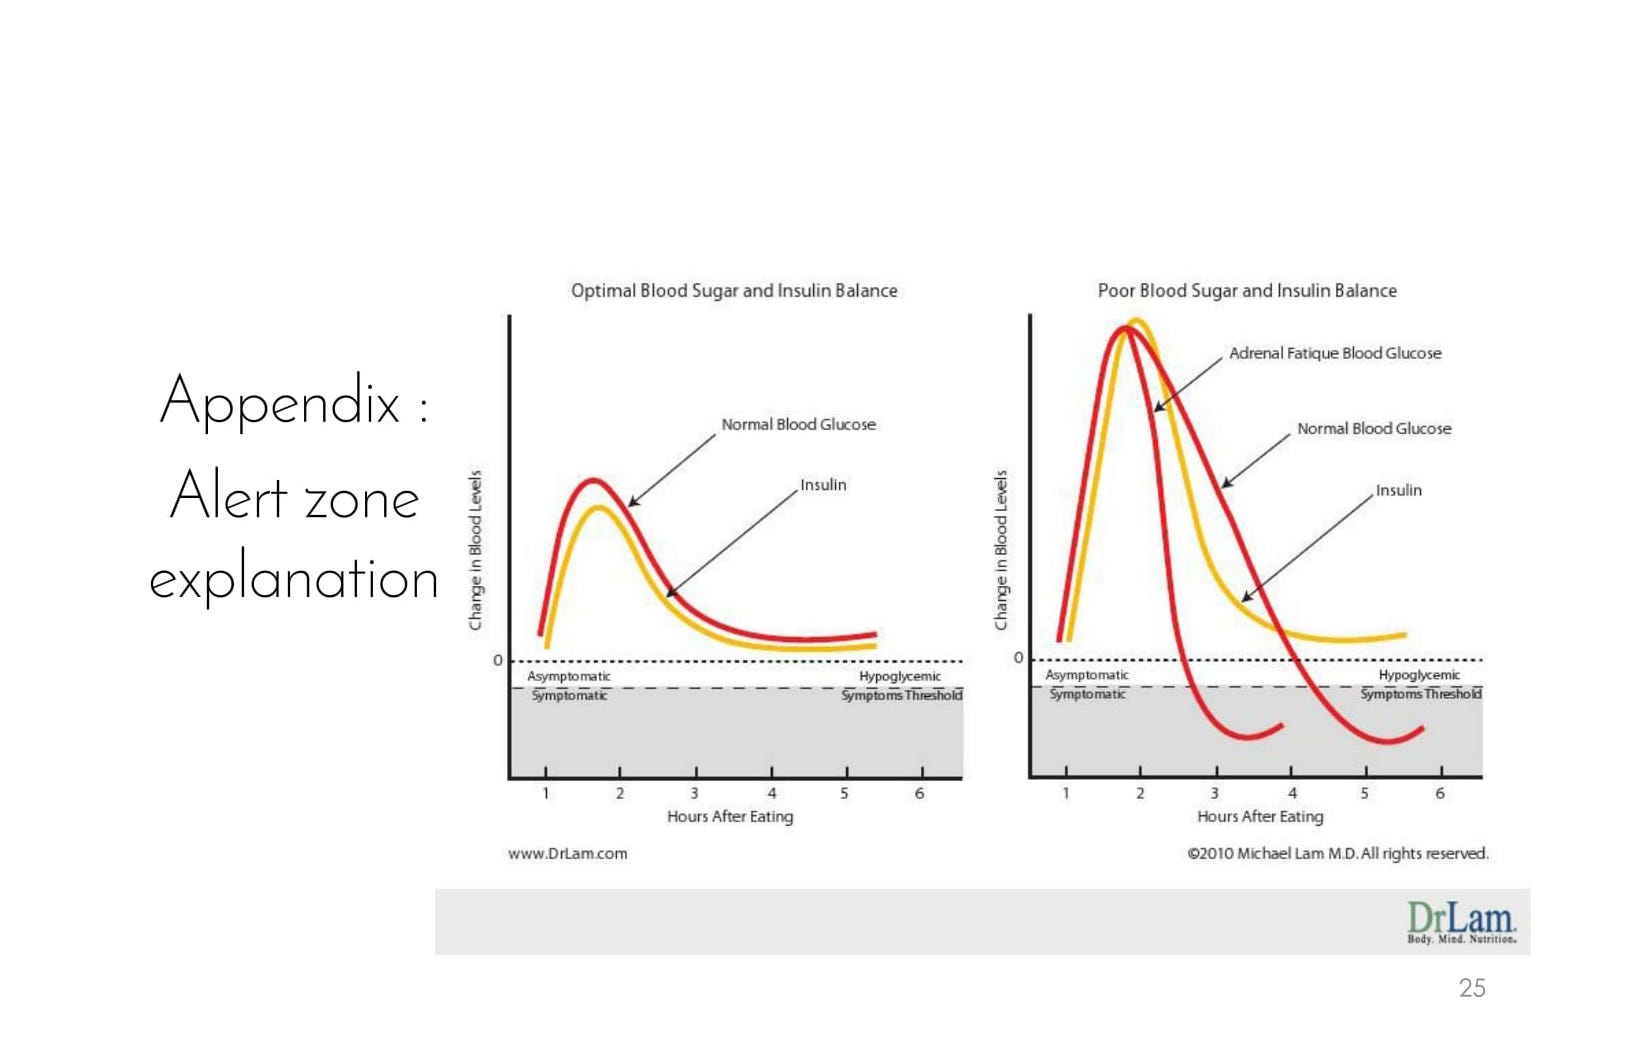 Appendix :
Alert zone
explanation
Optimal Blood Sugar and Insulin Balance
Change in Blood Levels
Normal Blood Glucose
Insulin
0
Asymptomatic
Hypoglycemic
Symptomatic
Symptoms Threshold
1 2 3 4 5 6
Hours After Eating
www.DrLam.com
Poor Blood Sugar and Insulin Balance
Change in Blood Levels
Adrenal Fatique Blood Glucose
Normal Blood Glucose
Insulin
0
Asymptomatic
Hypoglycemic
Symptomatic
Symptoms Threshold
1 2 3 4 5 6
Hours After Eating
©2010 Michael Lam M.D. All rights reserved.
DrLam.
Body. Mind. Nutrition.
25